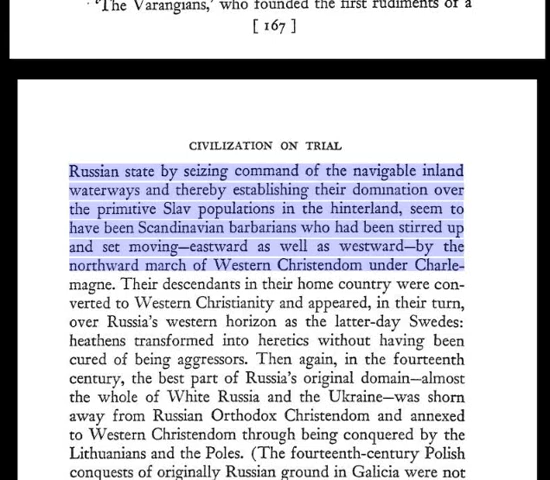 'The Varangians,' who founded the first rudiments of a
[ 167 ]
CIVILIZATION ON TRIAL
Russian state by seizing command of the navigable inland
waterways and thereby establishing their domination over
the primitive Slav populations in the hinterland, seem to
have been Scandinavian barbarians who had been stirred up
and set moving—eastward as well as westward—by the
northward march of Western Christendom under Charle-
magne. Their descendants in their home country were con-
verted to Western Christianity and appeared, in their turn,
over Russia's western horizon as the latter-day Swedes:
heathens transformed into heretics without having been
cured of being aggressors. Then again, in the fourteenth
century, the best part of Russia's original domain—almost
the whole of White Russia and the Ukraine—was shorn
away from Russian Orthodox Christendom and annexed
to Western Christendom through being conquered by the
Lithuanians and the Poles. (The fourteenth-century Polish
conquests of originally Russian ground in Galicia were not